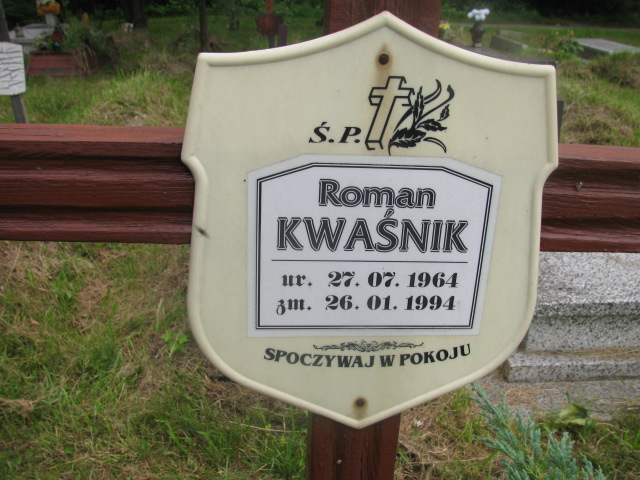 Ś.P.
Roman
KWAŚNIK
ur. 27. 07. 1964
zm. 26. 01. 1994
SPOCZYWAJ W POKOJU